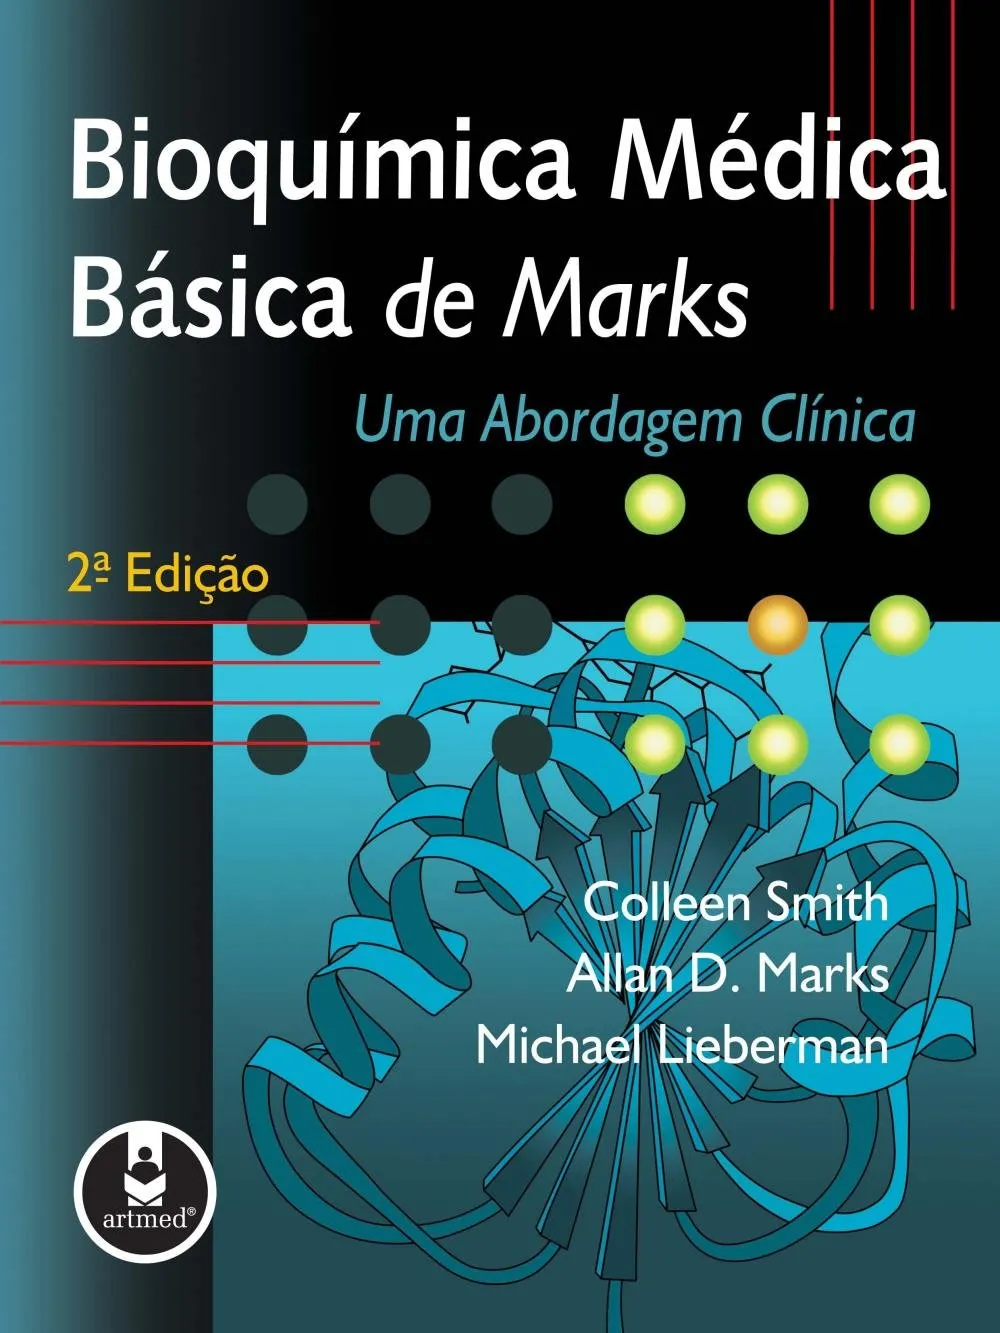 Bioquímica Médica
Básica de Marks
Uma Abordagem Clínica
2ª Edição
Colleen Smith
Allan D. Marks
Michael Lieberman
artmed®